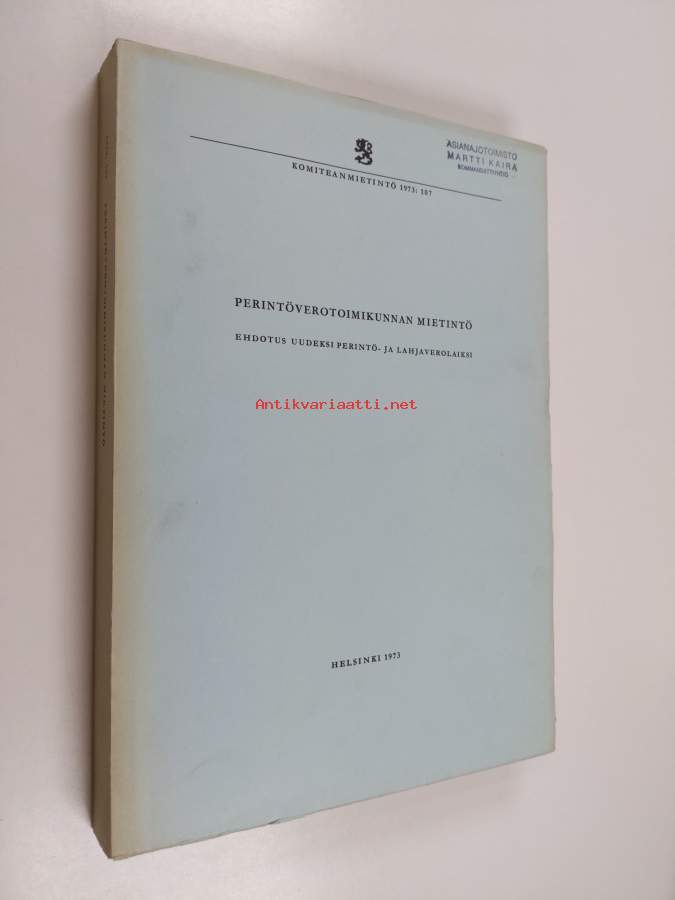 ASIANAJOTOIMISTO
MARTTI KAIRA
KOMITEANMIETINTÖ 1973: 107
PERINTÖVEROTOIMIKUNNAN MIETINTÖ
EHDOTUS UUDEKSI PERINTÖ- JA LAHJAVEROLAIKSI
Antikvariaatti.net
HELSINKI 1973